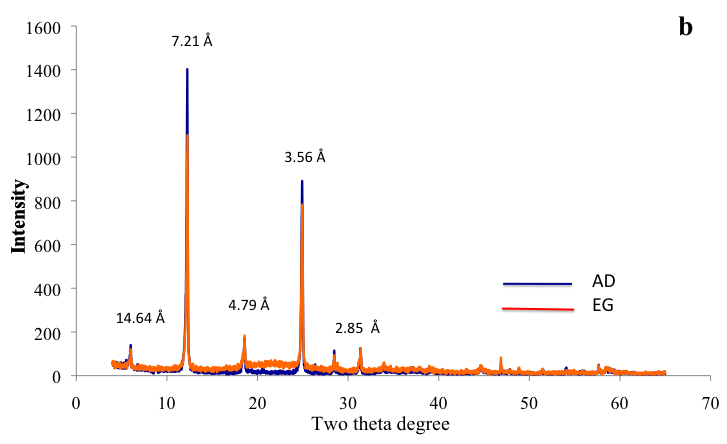 b
1600
1400
1200
1000
800
600
400
200
0
Intensity
7.21 Å
3.56 Å
14.64 Å
4.79 Å
2.85 Å
AD
EG
0 10 20 30 40 50 60 70
Two theta degree